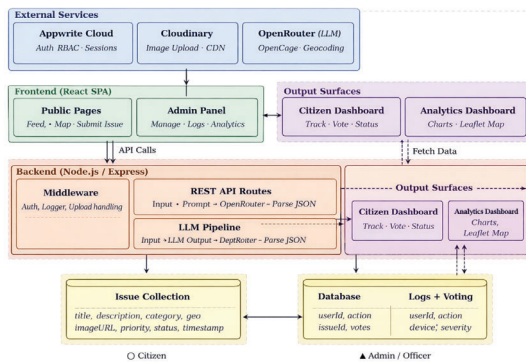 External Services
Appwrite Cloud
Auth RBAC · Sessions
Cloudinary
Image Upload · CDN
OpenRouter (LLM)
OpenCage · Geocoding
Frontend (React SPA)
Public Pages
Feed, • Map · Submit Issue
Admin Panel
Manage · Logs · Analytics
Output Surfaces
Citizen Dashboard
Track · Vote · Status
Analytics Dashboard
Charts · Leaflet Map
API Calls
Fetch Data
Backend (Node.js / Express)
Middleware
Auth, Logger, Upload handling
REST API Routes
Input • Prompt → OpenRouter – Parse JSON
LLM Pipeline
Input →LLM Output →DeptRoter – Parse JSON
Output Surfaces
Citizen Dashboard
Track · Vote · Status
Analytics Dashboard
Charts,
Leaflet Map
Issue Collection
title, description, category, geo
imageURL, priority, status, timestamp
Database
userId, action
issueId, votes
Logs + Voting
userId, action
device, severity
○ Citizen
▲ Admin / Officer